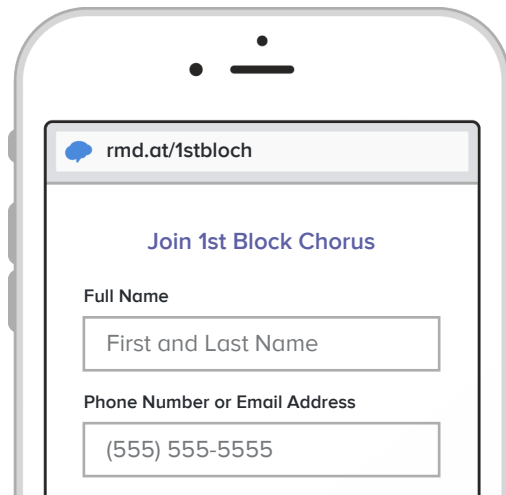 rmd.at/1stbloch
Join 1st Block Chorus
Full Name
First and Last Name
Phone Number or Email Address
(555) 555-5555